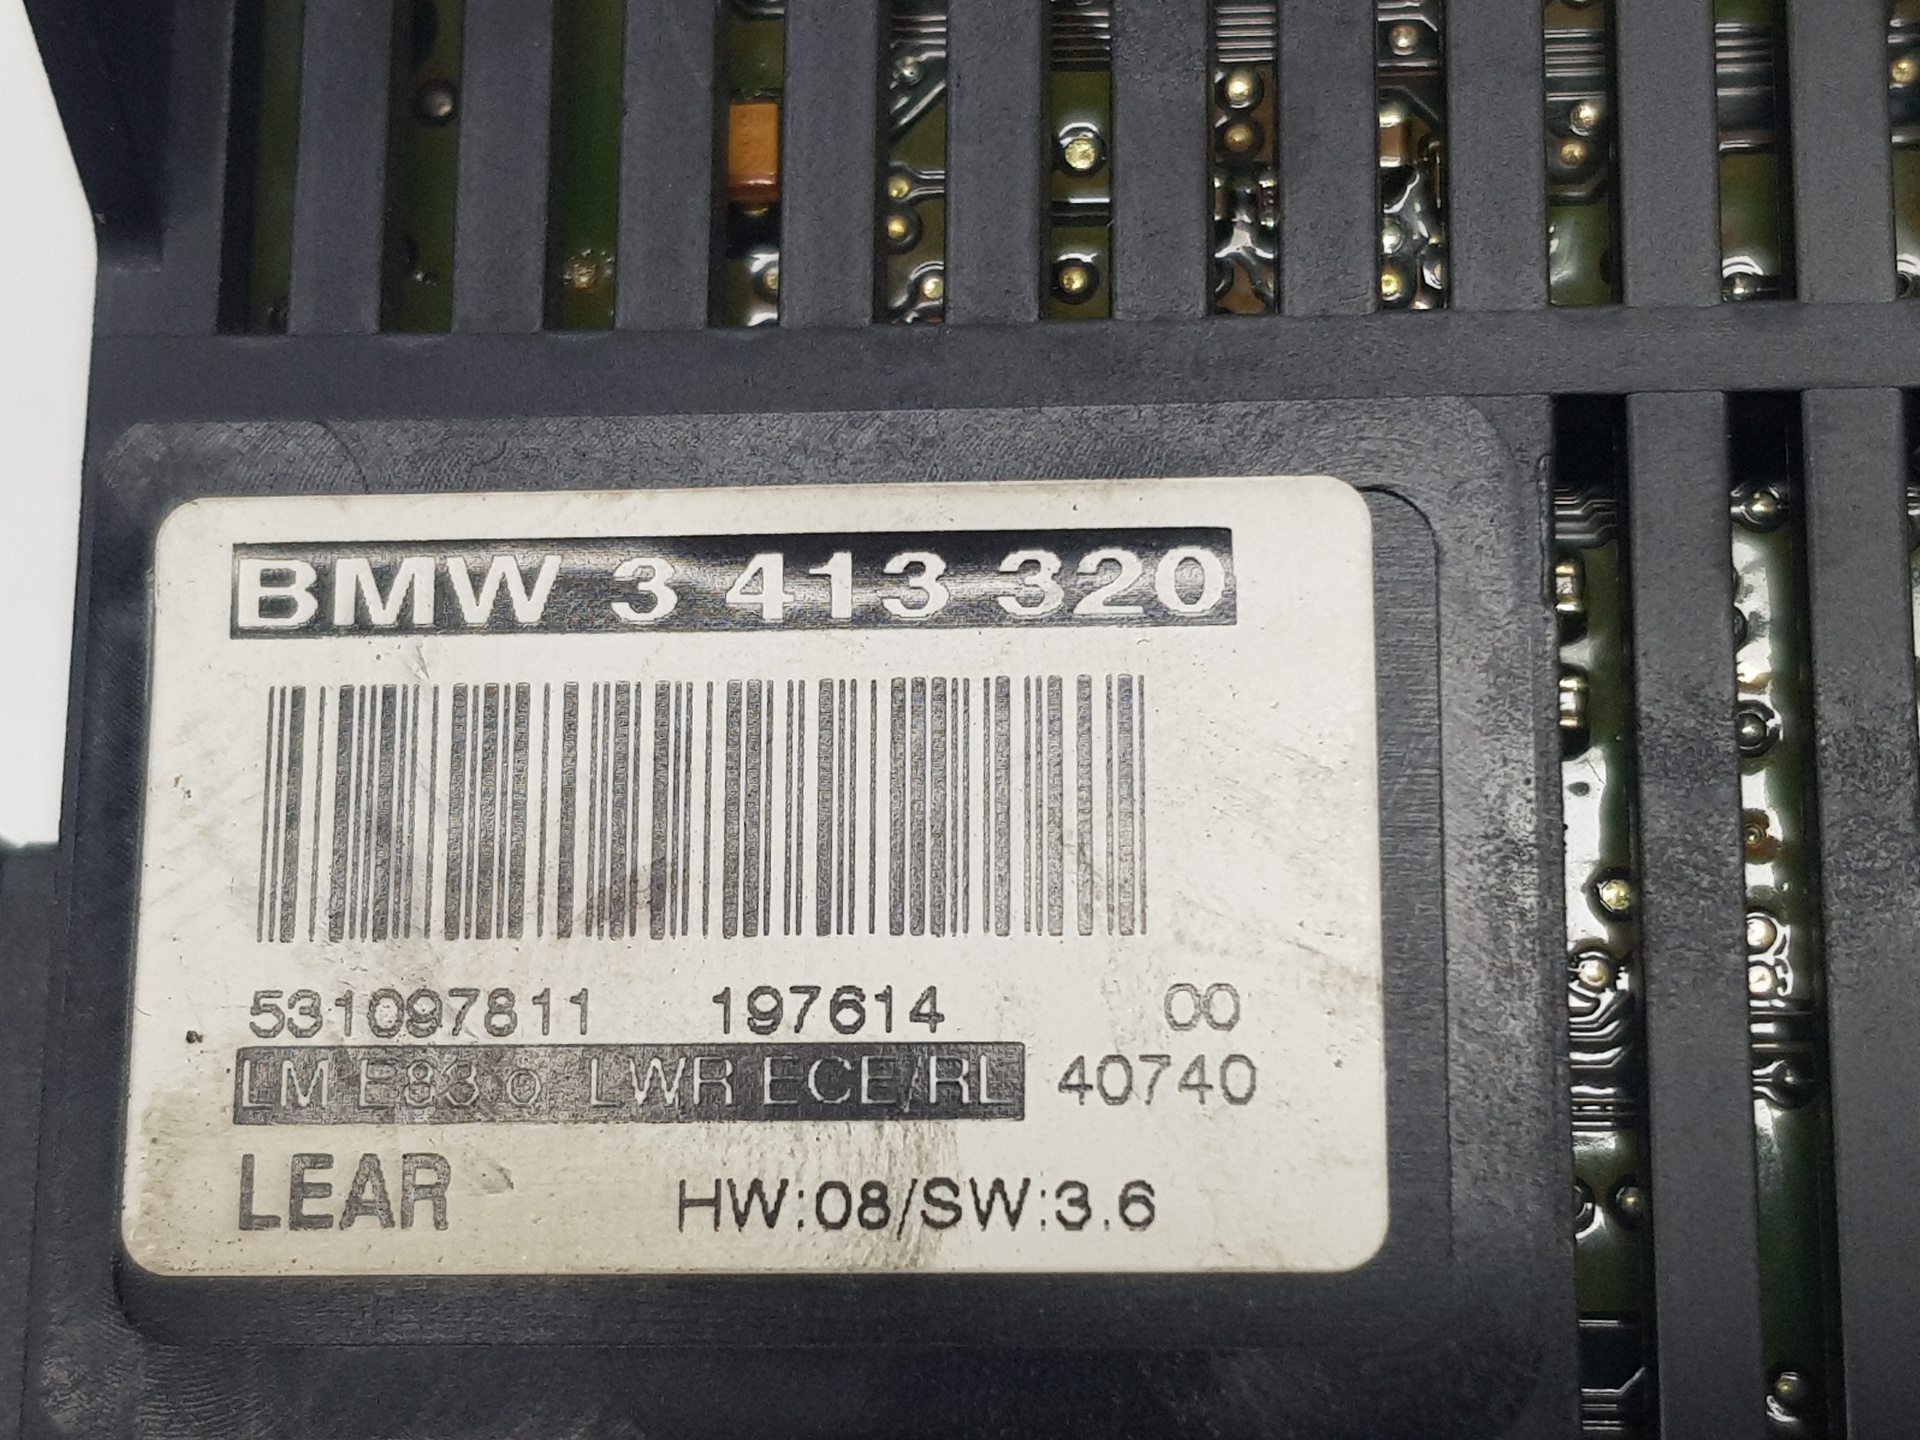 BMW 3 413 320
531097811 197614 00
LM E83 o LWR ECE/RL 40740
LEAR HW:08/SW:3.6